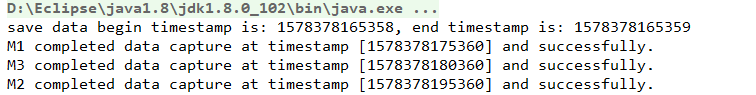 D:\Eclipse\java1.8\jdk1.8.0_102\bin\java.exe ...
save data begin timestamp is: 1578378165358, end timestamp is: 1578378165359
M1 completed data capture at timestamp [1578378175360] and successfully.
M3 completed data capture at timestamp [1578378180360] and successfully.
M2 completed data capture at timestamp [1578378195360] and successfully.